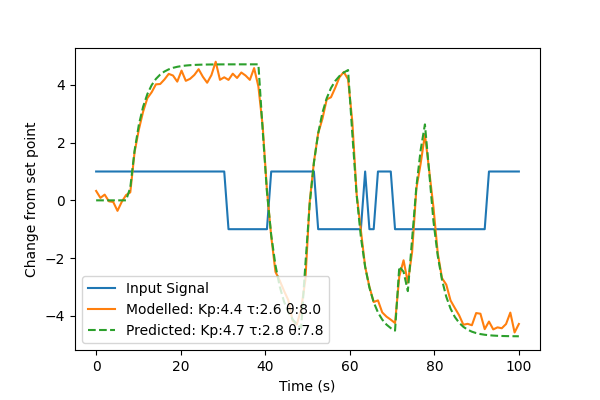 4
2
0
−2
−4
Change from set point
Input Signal
Modelled: Kp:4.4 τ:2.6 θ:8.0
Predicted: Kp:4.7 τ:2.8 θ:7.8
0 20 40 60 80 100
Time (s)